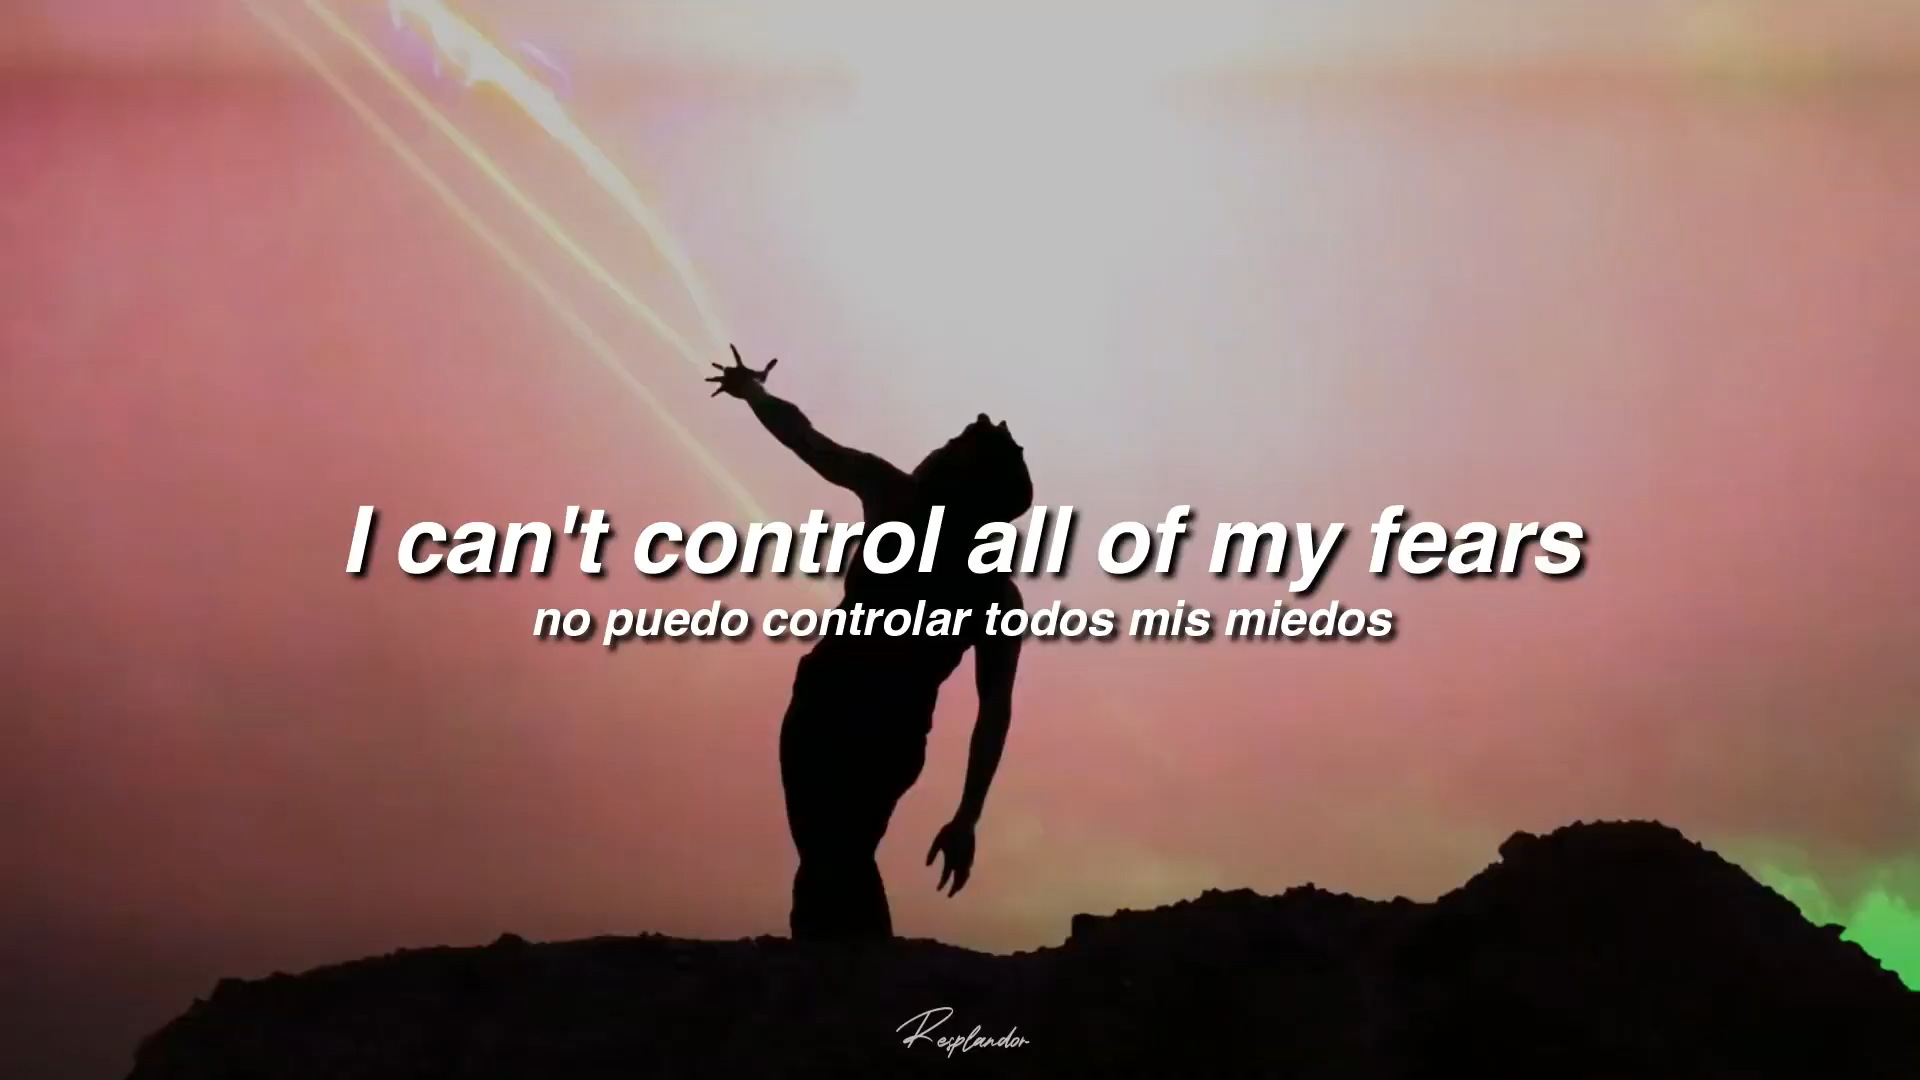 I can't control all of my fears
no puedo controlar todos mis miedos
Resplandor